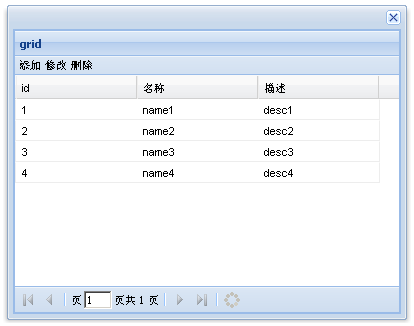 grid
添加 修改 删除
id 名称 描述
1 name1 desc1
2 name2 desc2
3 name3 desc3
4 name4 desc4
页 1 页共 1 页